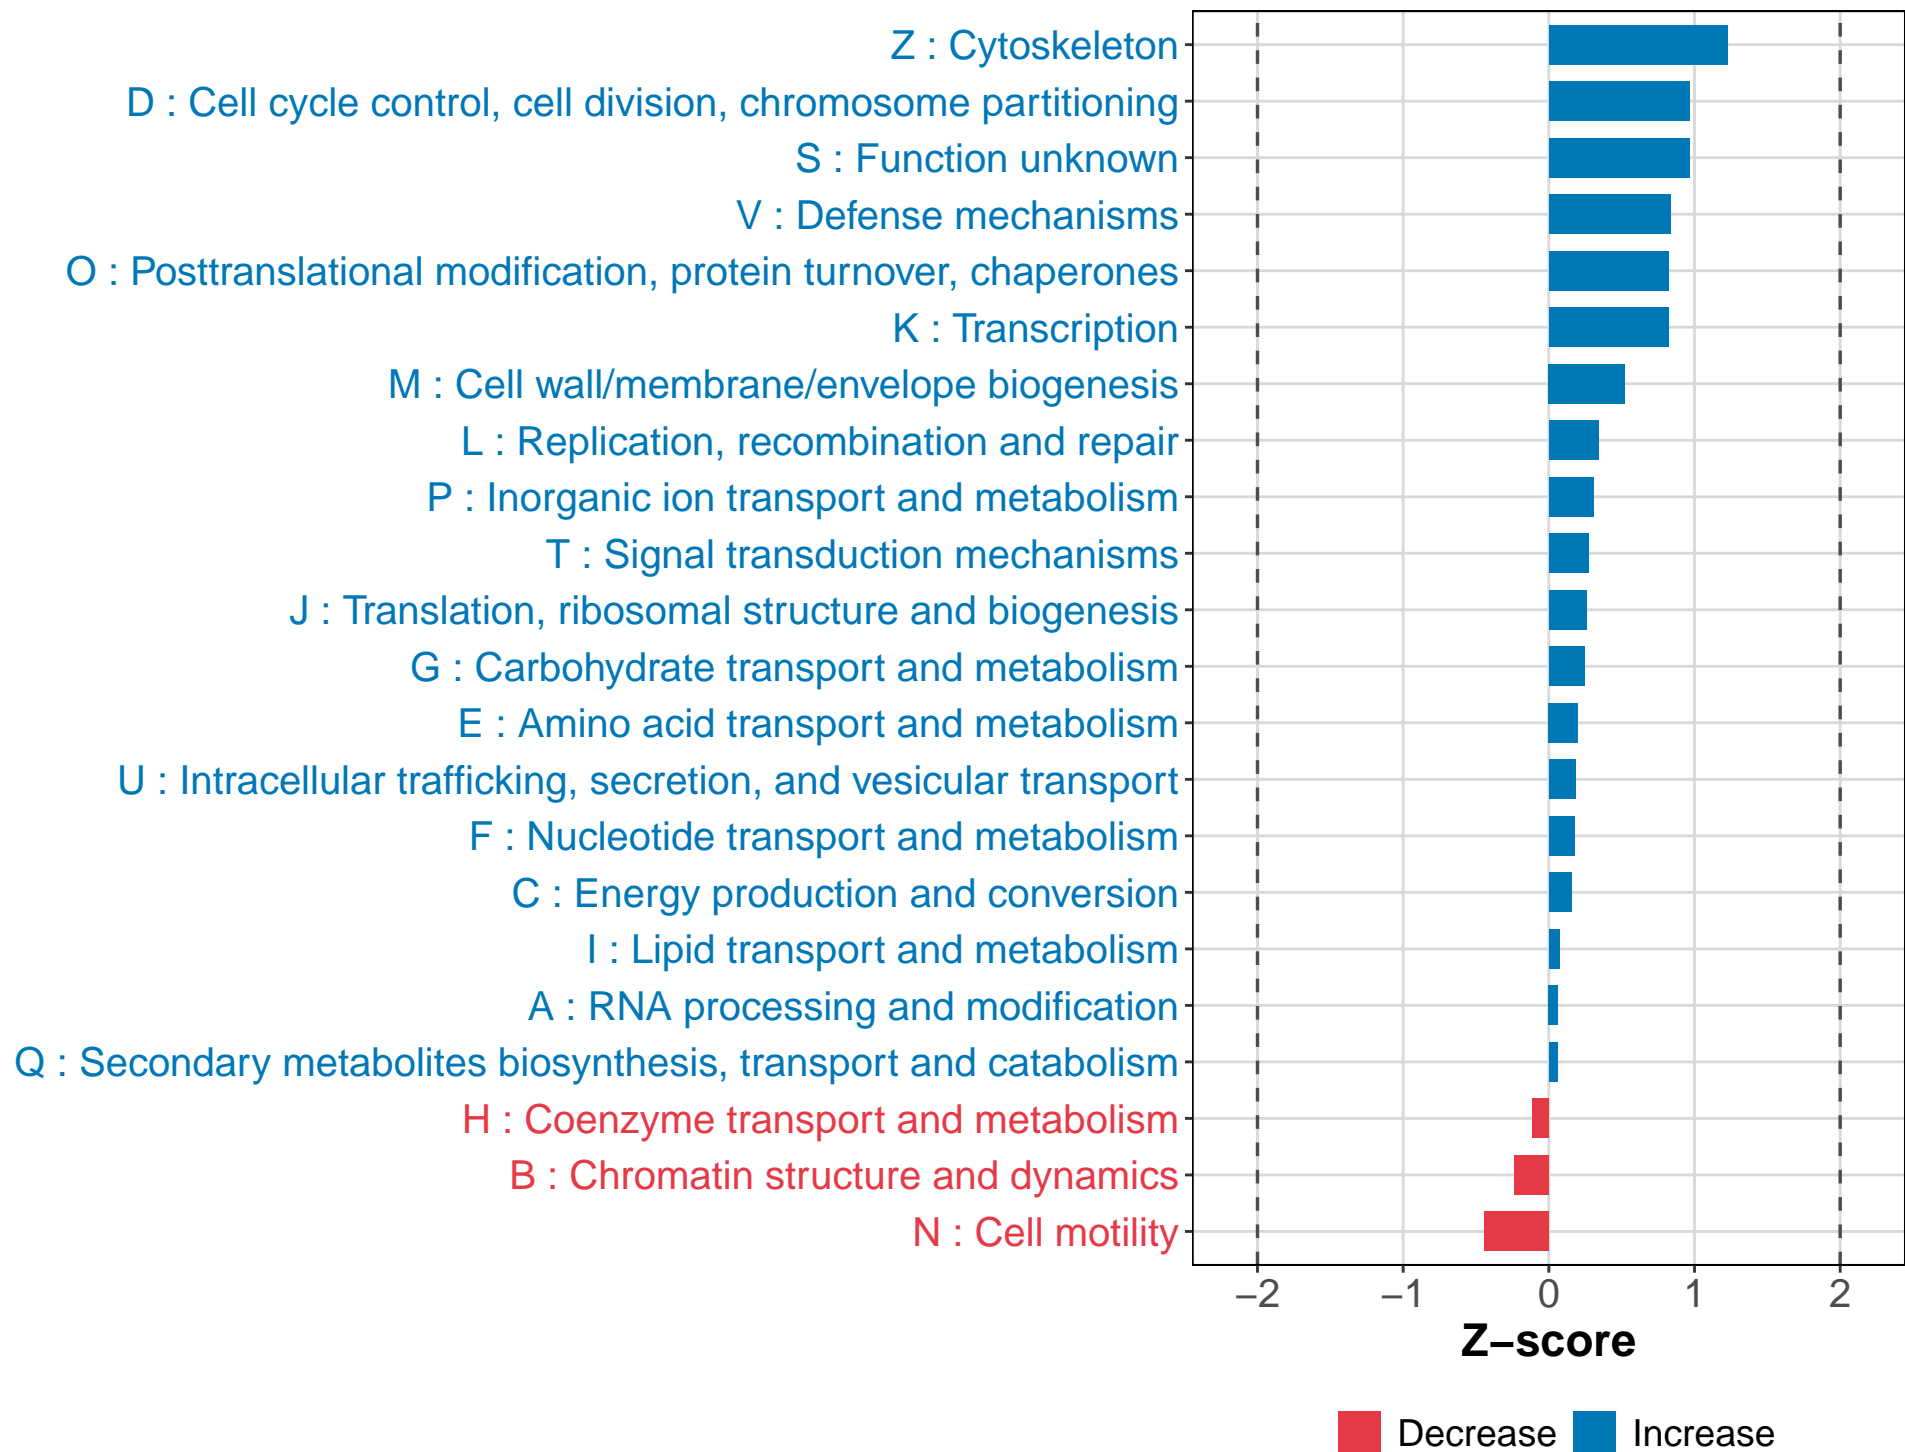 Z : Cytoskeleton
D : Cell cycle control, cell division, chromosome partitioning
S : Function unknown
V : Defense mechanisms
O : Posttranslational modification, protein turnover, chaperones
K : Transcription
M : Cell wall/membrane/envelope biogenesis
L : Replication, recombination and repair
P : Inorganic ion transport and metabolism
T : Signal transduction mechanisms
J : Translation, ribosomal structure and biogenesis
G : Carbohydrate transport and metabolism
E : Amino acid transport and metabolism
U : Intracellular trafficking, secretion, and vesicular transport
F : Nucleotide transport and metabolism
C : Energy production and conversion
I : Lipid transport and metabolism
A : RNA processing and modification
Q : Secondary metabolites biosynthesis, transport and catabolism
H : Coenzyme transport and metabolism
B : Chromatin structure and dynamics
N : Cell motility
−2 −1 0 1 2
Z−score
Decrease Increase